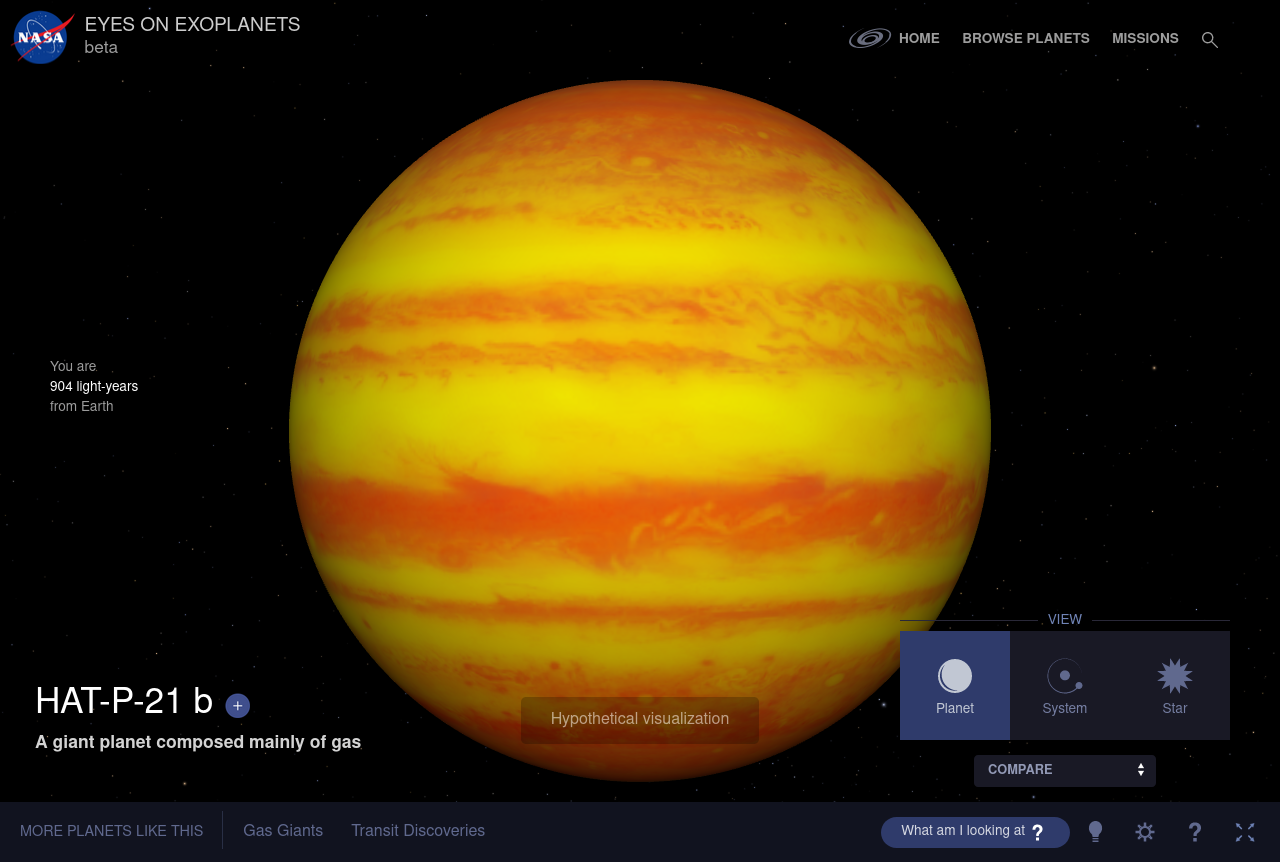 NASA
EYES ON EXOPLANETS
beta
HOME
BROWSE PLANETS
MISSIONS
You are
904 light-years
from Earth
VIEW
Planet
System
Star
HAT-P-21 b +
A giant planet composed mainly of gas
Hypothetical visualization
COMPARE
MORE PLANETS LIKE THIS
Gas Giants
Transit Discoveries
What am I looking at ?
?